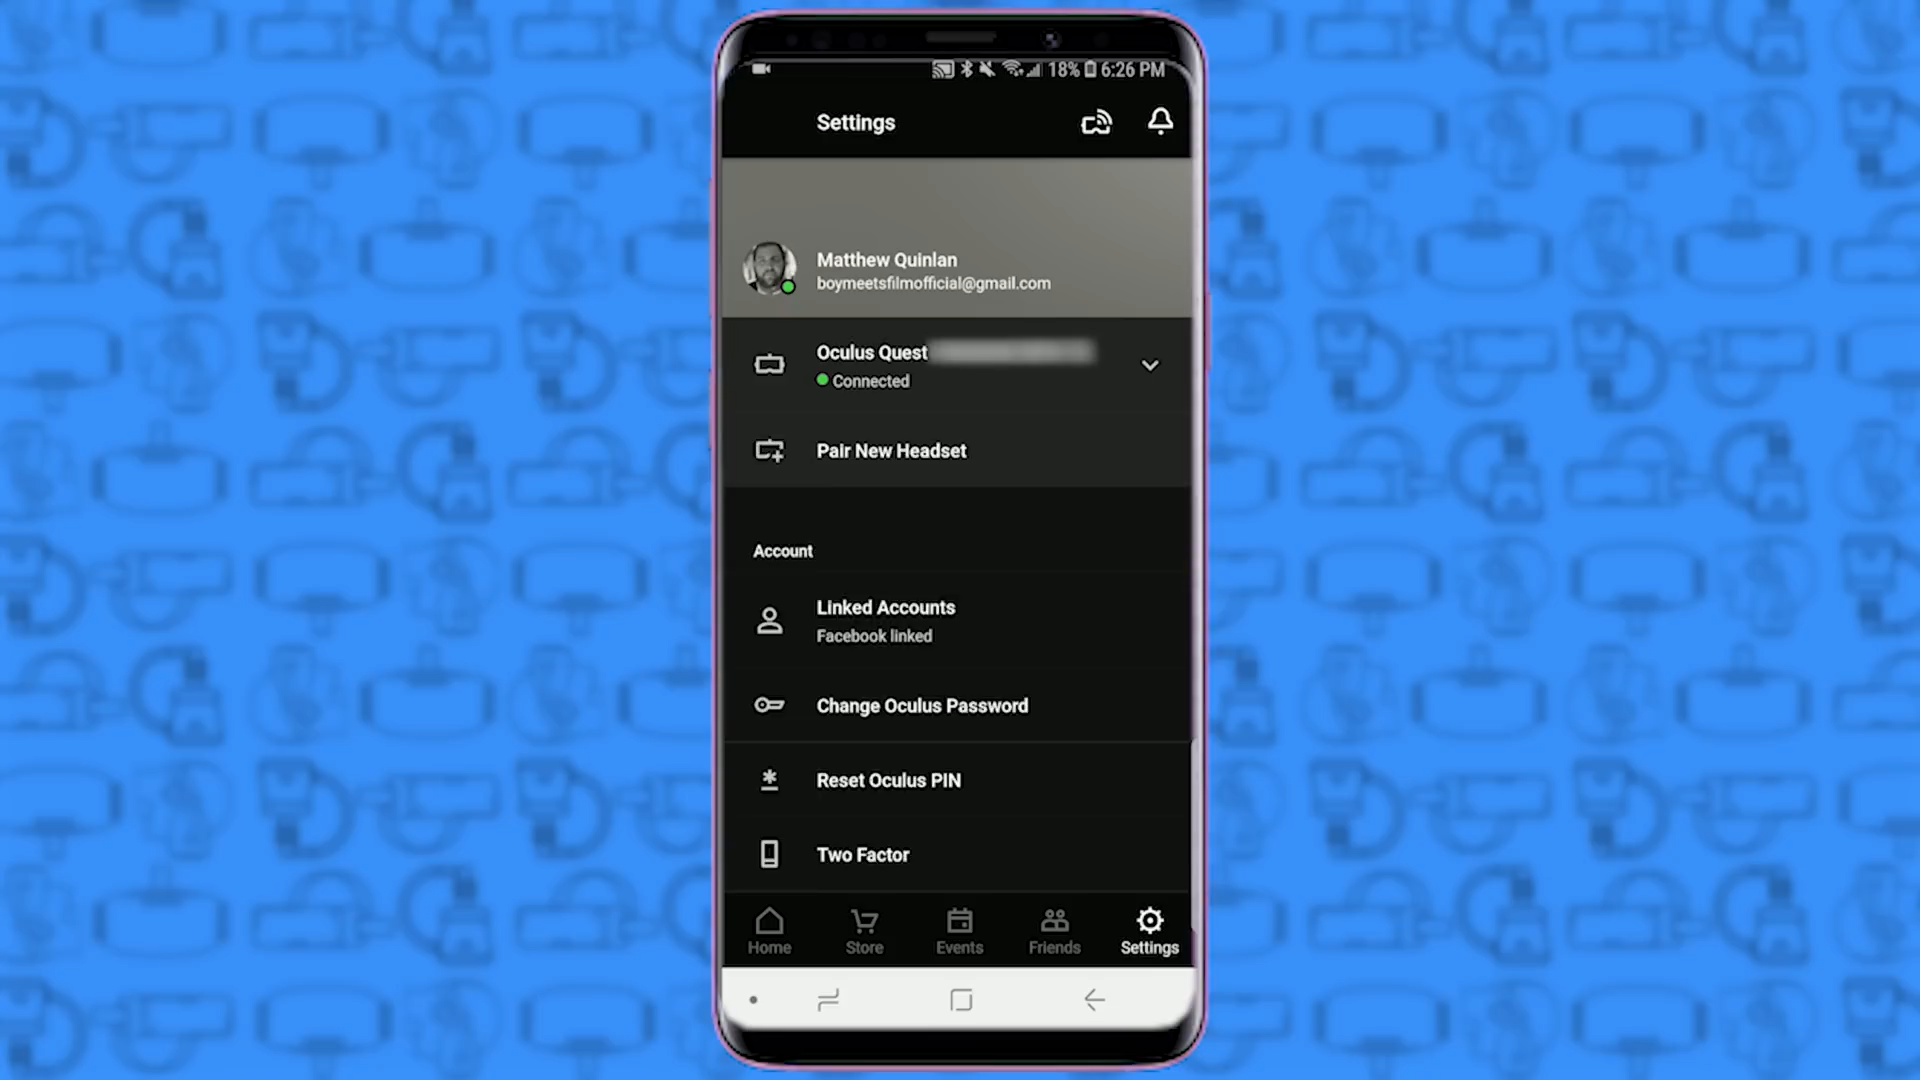 18% 6:26 PM
Settings
Matthew Quinlan
boymeetsfilmofficial@gmail.com
Oculus Quest
Connected
Pair New Headset
Account
Linked Accounts
Facebook linked
Change Oculus Password
Reset Oculus PIN
Two Factor
Home Store Events Friends Settings